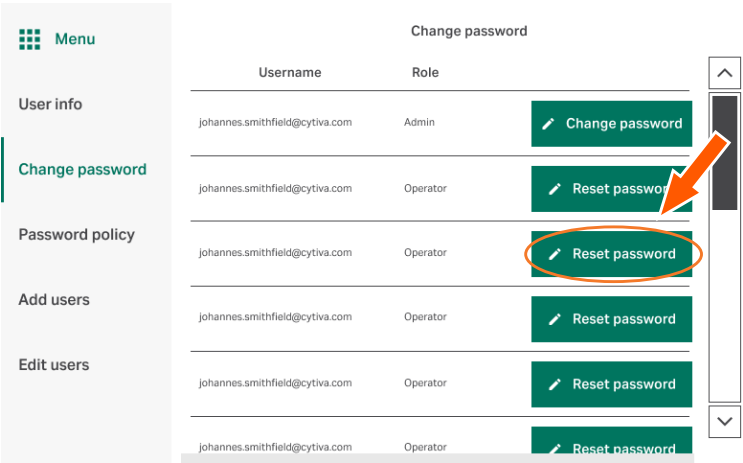 Menu
User info
Change password
Password policy
Add users
Edit users
Change password
Username Role
johannes.smithfield@cytiva.com Admin Change password
johannes.smithfield@cytiva.com Operator Reset password
johannes.smithfield@cytiva.com Operator Reset password
johannes.smithfield@cytiva.com Operator Reset password
johannes.smithfield@cytiva.com Operator Reset password
johannes.smithfield@cytiva.com Operator Reset password